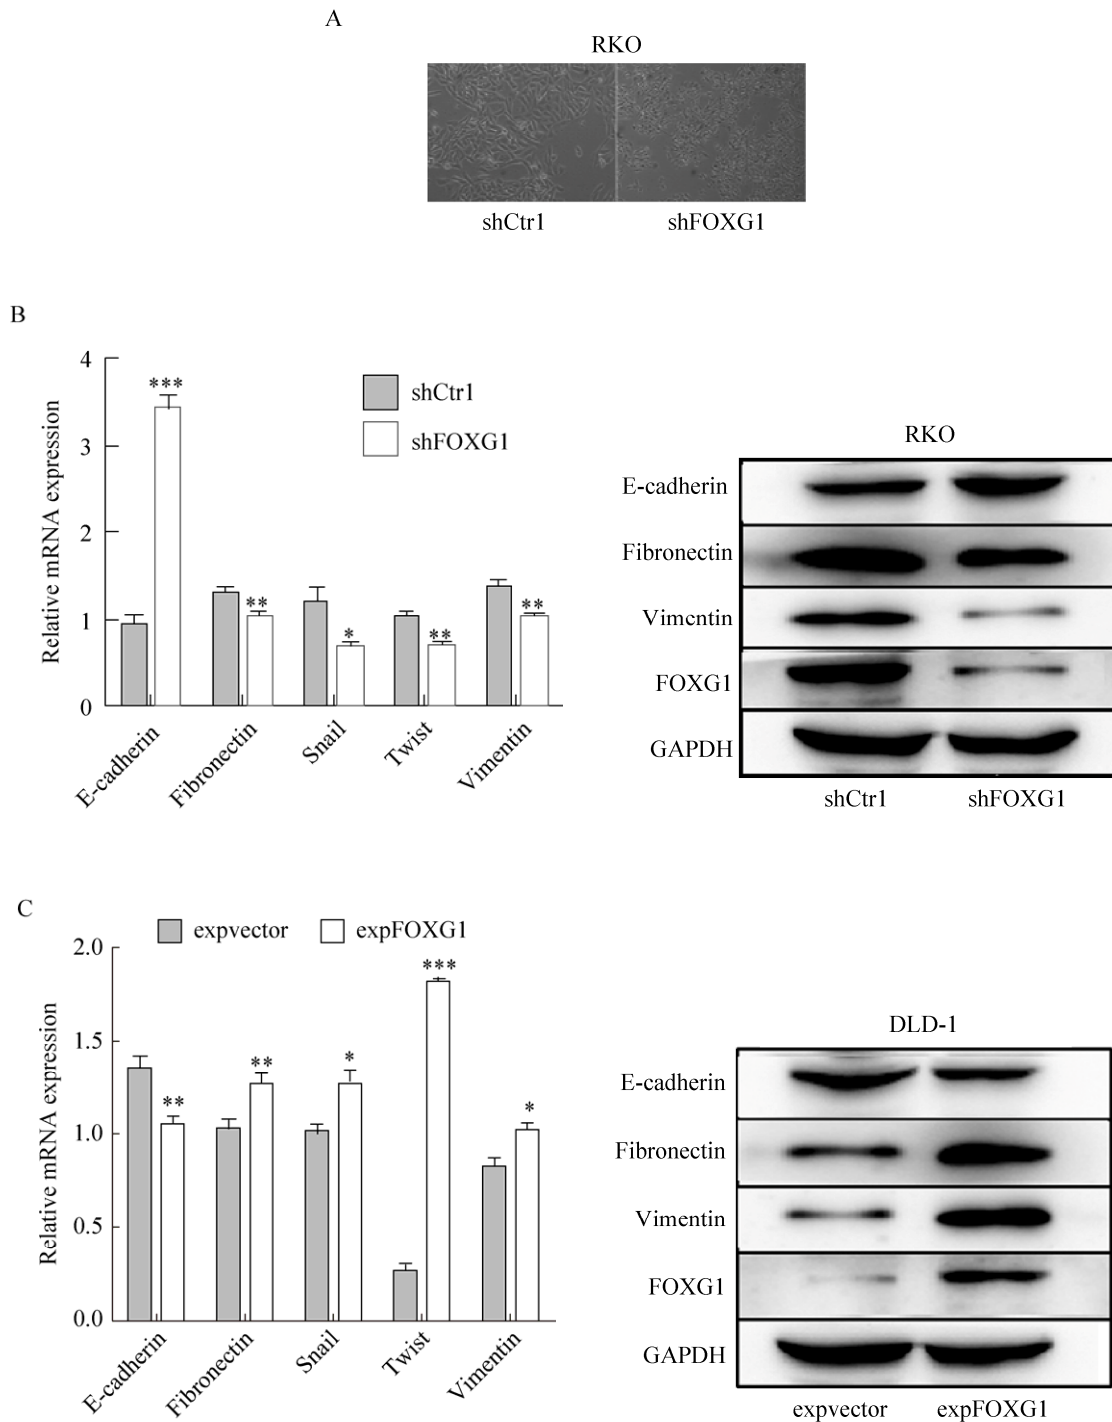 A
RKO
shCtr1 shFOXG1
B
4
3
2
1
0
Relative mRNA expression
***
**
*
**
**
shCtr1
shFOXG1
E-cadherin
Fibronectin
Snail
Twist
Vimentin
RKO
E-cadherin
Fibronectin
Vimentin
FOXG1
GAPDH
shCtr1 shFOXG1
C
expvector expFOXG1
2.0
1.5
1.0
0.5
0.0
Relative mRNA expression
**
**
*
***
*
E-cadherin
Fibronectin
Snail
Twist
Vimentin
DLD-1
E-cadherin
Fibronectin
Vimentin
FOXG1
GAPDH
expvector expFOXG1